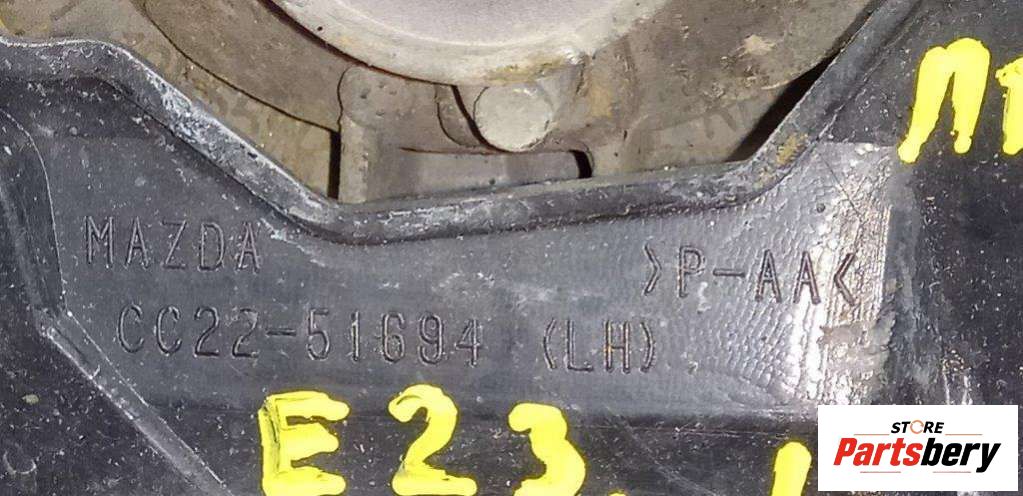 MAZDA
>P-AA<
CC22-51694 (LH)
E23.
STORE
Partsbery